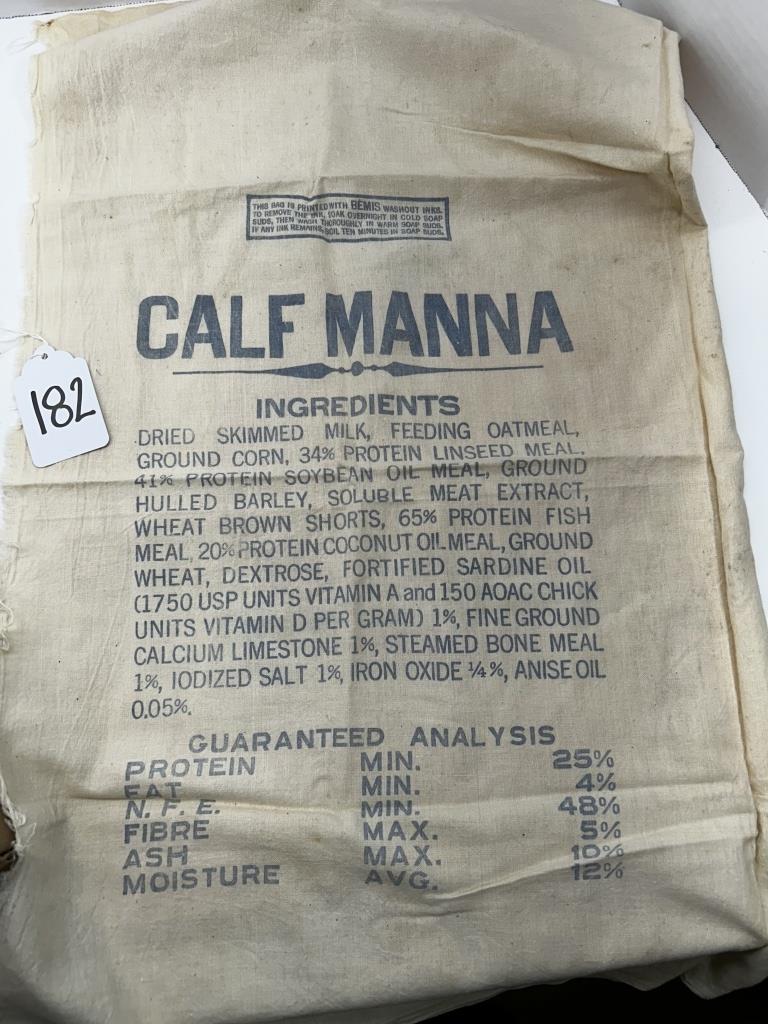 THIS BAG IS PRINTED WITH BEMIS WASHOUT INKS.
TO REMOVE THE INK, SOAK OVERNIGHT IN COLD SOAP
SUDS, THEN WASH THOROUGHLY IN WARM SOAP SUDS.
IF ANY INK REMAINS, BOIL TEN MINUTES IN SOAP SUDS.
CALF MANNA
182
INGREDIENTS
DRIED SKIMMED MILK, FEEDING OATMEAL,
GROUND CORN, 34% PROTEIN LINSEED MEAL,
41% PROTEIN SOYBEAN OIL MEAL, GROUND
HULLED BARLEY, SOLUBLE MEAT EXTRACT,
WHEAT BROWN SHORTS, 65% PROTEIN FISH
MEAL, 20% PROTEIN COCONUT OIL MEAL, GROUND
WHEAT, DEXTROSE, FORTIFIED SARDINE OIL
(1750 USP UNITS VITAMIN A and 150 AOAC CHICK
UNITS VITAMIN D PER GRAM) 1%, FINE GROUND
CALCIUM LIMESTONE 1%, STEAMED BONE MEAL
1%, IODIZED SALT 1%, IRON OXIDE ¼%, ANISE OIL
0.05%.
GUARANTEED ANALYSIS
PROTEIN MIN. 25%
FAT MIN. 4%
N. F. E. MIN. 48%
FIBRE MAX. 5%
ASH MAX. 10%
MOISTURE AVG. 12%